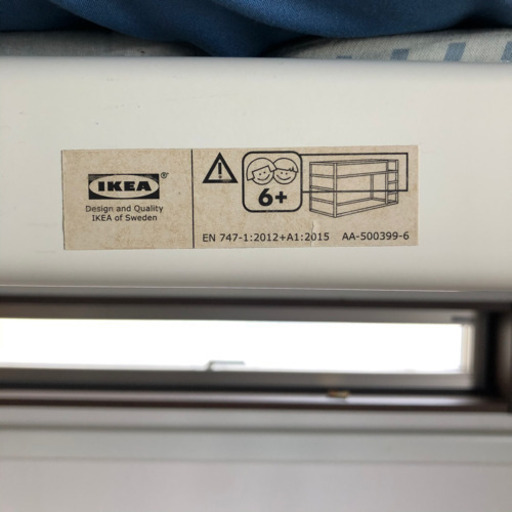 IKEA®
Design and Quality
IKEA of Sweden
6+
EN 747-1:2012+A1:2015 AA-500399-6